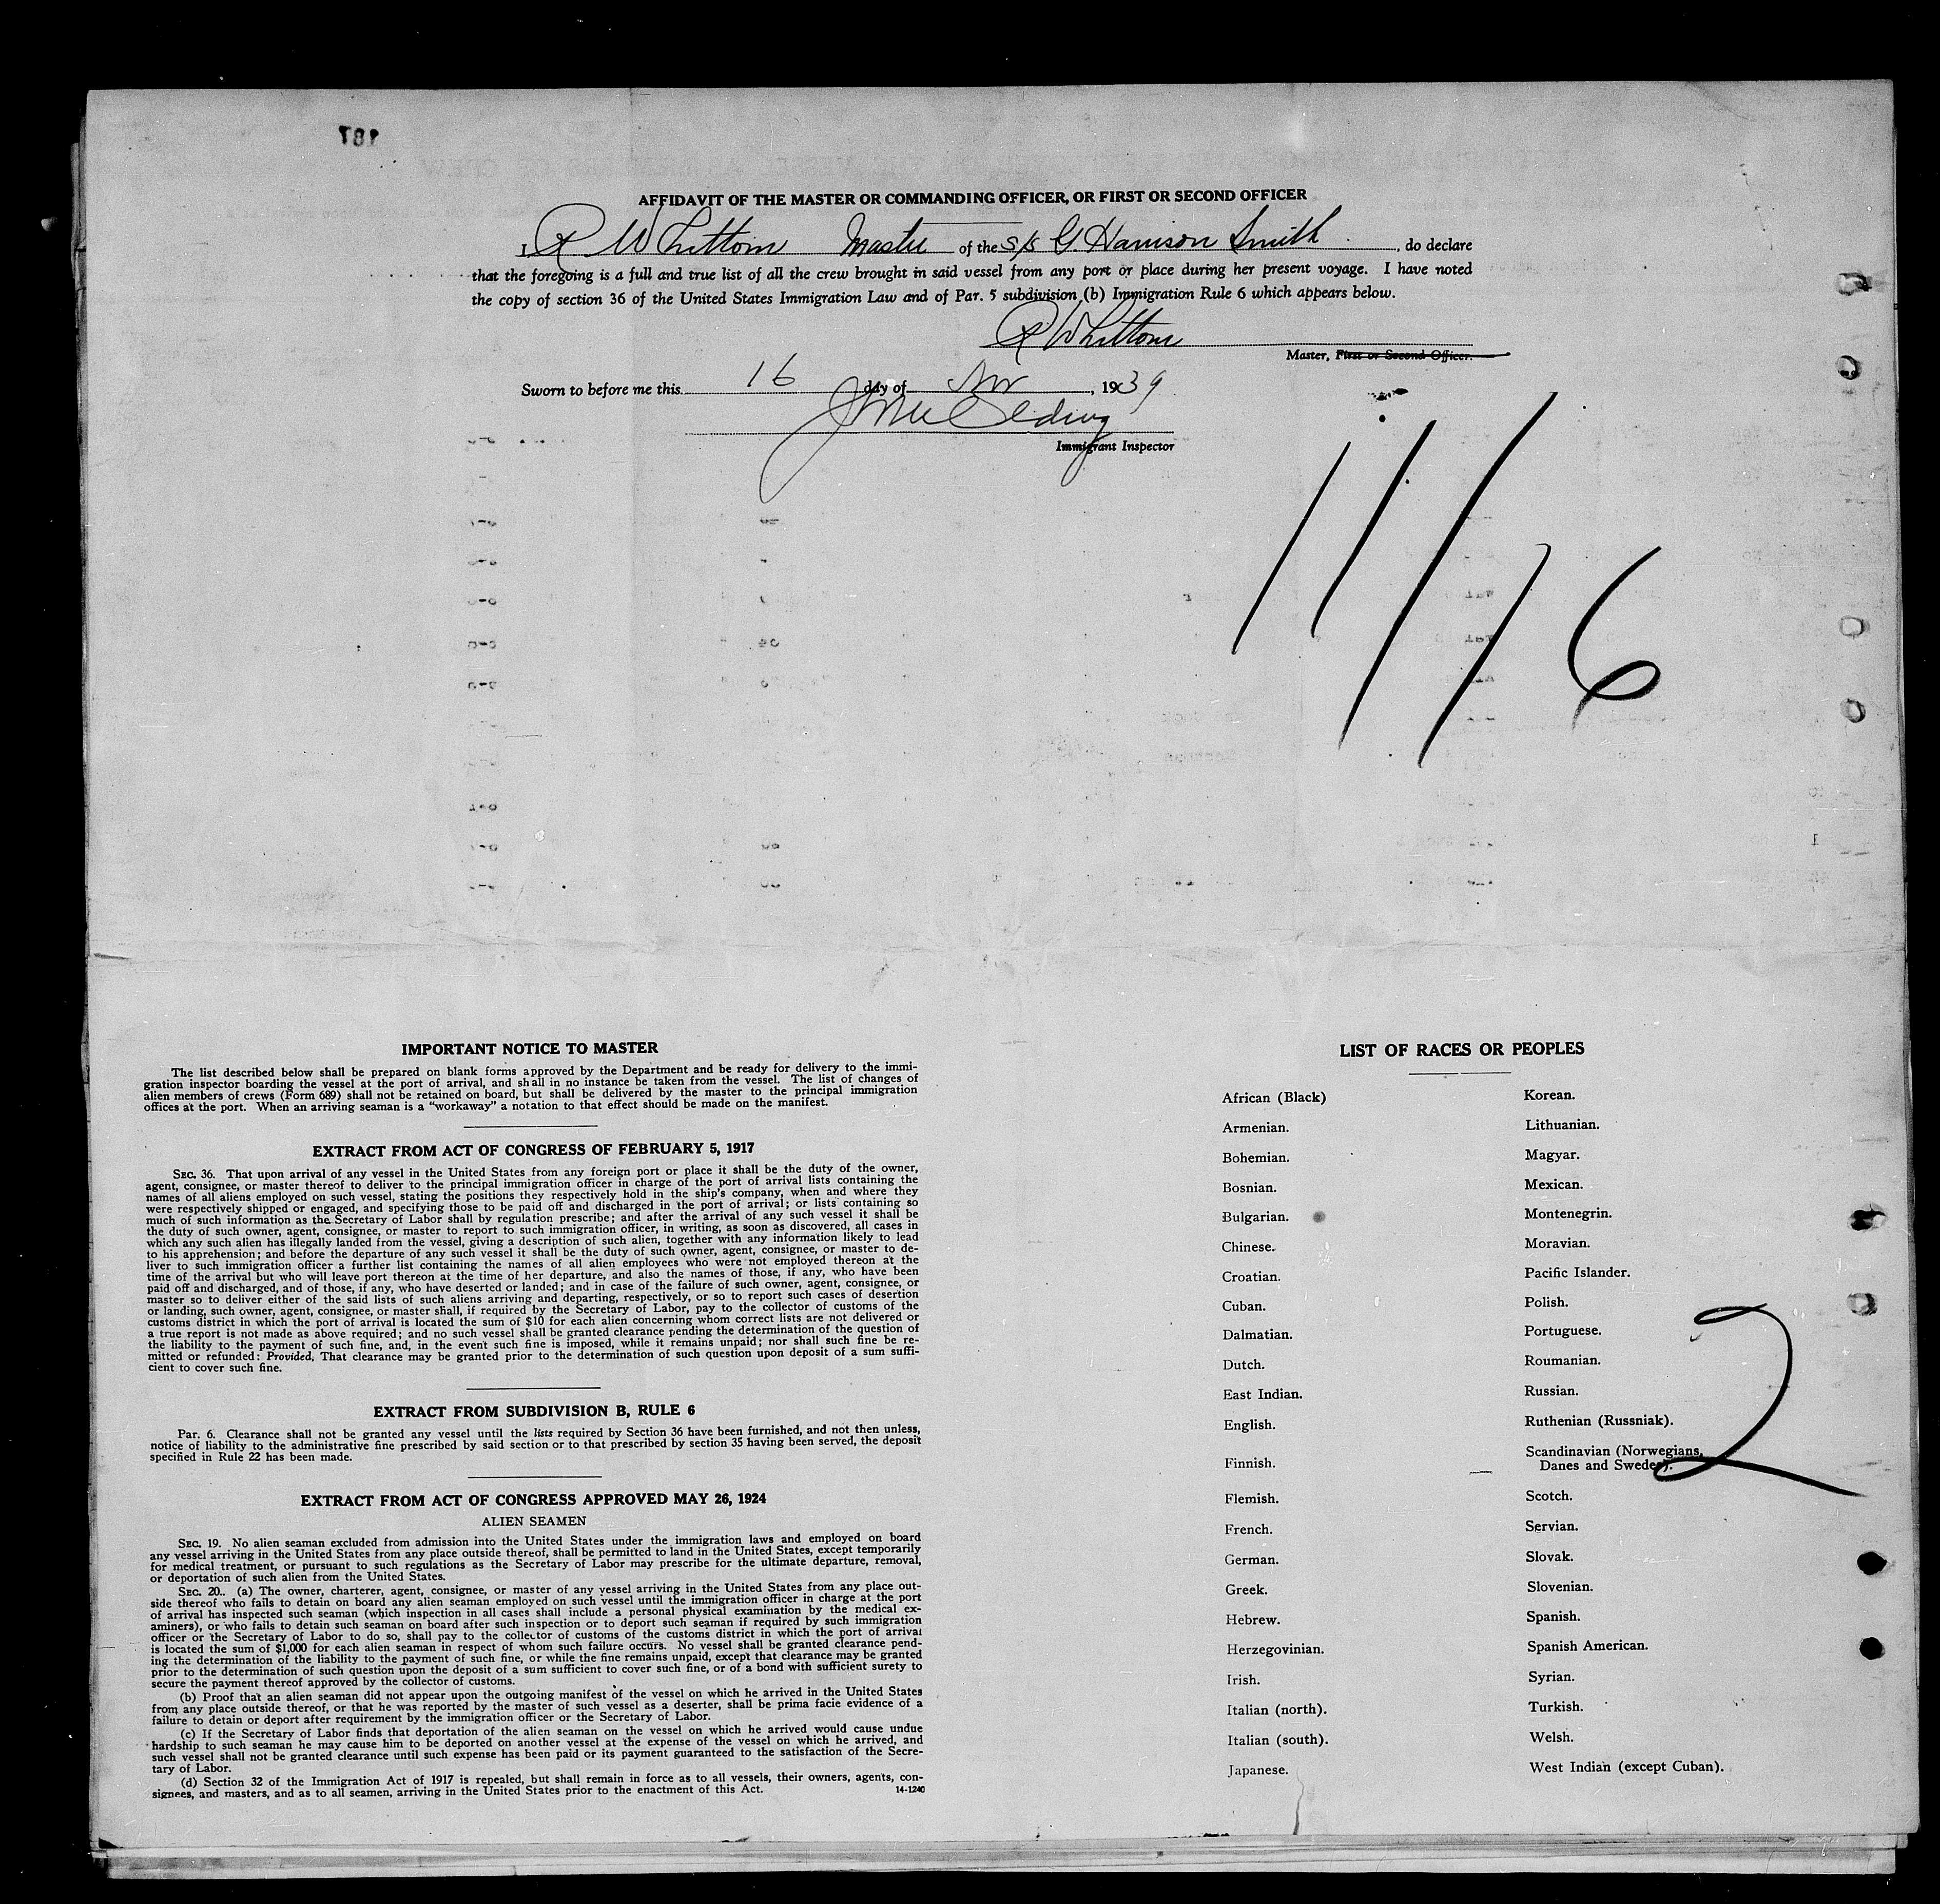 187
AFFIDAVIT OF THE MASTER OR COMMANDING OFFICER, OR FIRST OR SECOND OFFICER
I, R Whittom Master of the S/S G. Harrison Smith, do declare
that the foregoing is a full and true list of all the crew brought in said vessel from any port or place during her present voyage. I have noted
the copy of section 36 of the United States Immigration Law and of Par. 5 subdivision (b) Immigration Rule 6 which appears below.
R Whittom
Master, First or Second Officer.
Sworn to before me this 16 day of Nov, 1939
Immigrant Inspector
11/16
IMPORTANT NOTICE TO MASTER
The list described below shall be prepared on blank forms approved by the Department and be ready for delivery to the immi-
gration inspector boarding the vessel at the port of arrival, and shall in no instance be taken from the vessel. The list of changes of
alien members of crews (Form 689) shall not be retained on board, but shall be delivered by the master to the principal immigration
offices at the port. When an arriving seaman is a "workaway" a notation to that effect should be made on the manifest.
EXTRACT FROM ACT OF CONGRESS OF FEBRUARY 5, 1917
SEC. 36. That upon arrival of any vessel in the United States from any foreign port or place it shall be the duty of the owner,
agent, consignee, or master thereof to deliver to the principal immigration officer in charge of the port of arrival lists containing the
names of all aliens employed on such vessel, stating the positions they respectively hold in the ship's company, when and where they
were respectively shipped or engaged, and specifying those to be paid off and discharged in the port of arrival; or lists containing so
much of such information as the Secretary of Labor shall by regulation prescribe; and after the arrival of any such vessel it shall be
the duty of such owner, agent, consignee, or master to report to such immigration officer, in writing, as soon as discovered, all cases in
which any such alien has illegally landed from the vessel, giving a description of such alien, together with any information likely to lead
to his apprehension; and before the departure of any such vessel it shall be the duty of such owner, agent, consignee, or master to de-
liver to such immigration officer a further list containing the names of all alien employees who were not employed thereon at the
time of the arrival but who will leave port thereon at the time of her departure, and also the names of those, if any, who have been
paid off and discharged, and of those, if any, who have deserted or landed; and in case of the failure of such owner, agent, consignee, or
master so to deliver either of the said lists of such aliens arriving and departing, respectively, or so to report such cases of desertion
or landing, such owner, agent, consignee, or master shall, if required by the Secretary of Labor, pay to the collector of customs of the
customs district in which the port of arrival is located the sum of $10 for each alien concerning whom correct lists are not delivered or
a true report is not made as above required; and no such vessel shall be granted clearance pending the determination of the question of
the liability to the payment of such fine, and, in the event such fine is imposed, while it remains unpaid; nor shall such fine be re-
mitted or refunded: Provided, That clearance may be granted prior to the determination of such question upon deposit of a sum suffi-
cient to cover such fine.
EXTRACT FROM SUBDIVISION B, RULE 6
Par. 6. Clearance shall not be granted any vessel until the lists required by Section 36 have been furnished, and not then unless,
notice of liability to the administrative fine prescribed by said section or to that prescribed by section 35 having been served, the deposit
specified in Rule 22 has been made.
EXTRACT FROM ACT OF CONGRESS APPROVED MAY 26, 1924
ALIEN SEAMEN
SEC. 19. No alien seaman excluded from admission into the United States under the immigration laws and employed on board
any vessel arriving in the United States from any place outside thereof, shall be permitted to land in the United States, except temporarily
for medical treatment, or pursuant to such regulations as the Secretary of Labor may prescribe for the ultimate departure, removal,
or deportation of such alien from the United States.
SEC. 20.. (a) The owner, charterer, agent, consignee, or master of any vessel arriving in the United States from any place out-
side thereof who fails to detain on board any alien seaman employed on such vessel until the immigration officer in charge at the port
of arrival has inspected such seaman (which inspection in all cases shall include a personal physical examination by the medical ex-
aminers), or who fails to detain such seaman on board after such inspection or to deport such seaman if required by such immigration
officer or the Secretary of Labor to do so, shall pay to the collector of customs of the customs district in which the port of arrival
is located the sum of $1,000 for each alien seaman in respect of whom such failure occurs. No vessel shall be granted clearance pend-
ing the determination of the liability to the payment of such fine, or while the fine remains unpaid, except that clearance may be granted
prior to the determination of such question upon the deposit of a sum sufficient to cover such fine, or of a bond with sufficient surety to
secure the payment thereof approved by the collector of customs.
(b) Proof that an alien seaman did not appear upon the outgoing manifest of the vessel on which he arrived in the United States
from any place outside thereof, or that he was reported by the master of such vessel as a deserter, shall be prima facie evidence of a
failure to detain or deport after requirement by the immigration officer or the Secretary of Labor.
(c) If the Secretary of Labor finds that deportation of the alien seaman on the vessel on which he arrived would cause undue
hardship to such seaman he may cause him to be deported on another vessel at the expense of the vessel on which he arrived, and
such vessel shall not be granted clearance until such expense has been paid or its payment guaranteed to the satisfaction of the Secre-
tary of Labor.
(d) Section 32 of the Immigration Act of 1917 is repealed, but shall remain in force as to all vessels, their owners, agents, con-
signees, and masters, and as to all seamen, arriving in the United States prior to the enactment of this Act. 14-1240
LIST OF RACES OR PEOPLES
African (Black)
Armenian.
Bohemian.
Bosnian.
Bulgarian.
Chinese.
Croatian.
Cuban.
Dalmatian.
Dutch.
East Indian.
English.
Finnish.
Flemish.
French.
German.
Greek.
Hebrew.
Herzegovinian.
Irish.
Italian (north).
Italian (south).
Japanese.
Korean.
Lithuanian.
Magyar.
Mexican.
Montenegrin.
Moravian.
Pacific Islander.
Polish.
Portuguese.
Roumanian.
Russian.
Ruthenian (Russniak).
Scandinavian (Norwegians,
Danes and Swedes).
Scotch.
Servian.
Slovak.
Slovenian.
Spanish.
Spanish American.
Syrian.
Turkish.
Welsh.
West Indian (except Cuban).
2